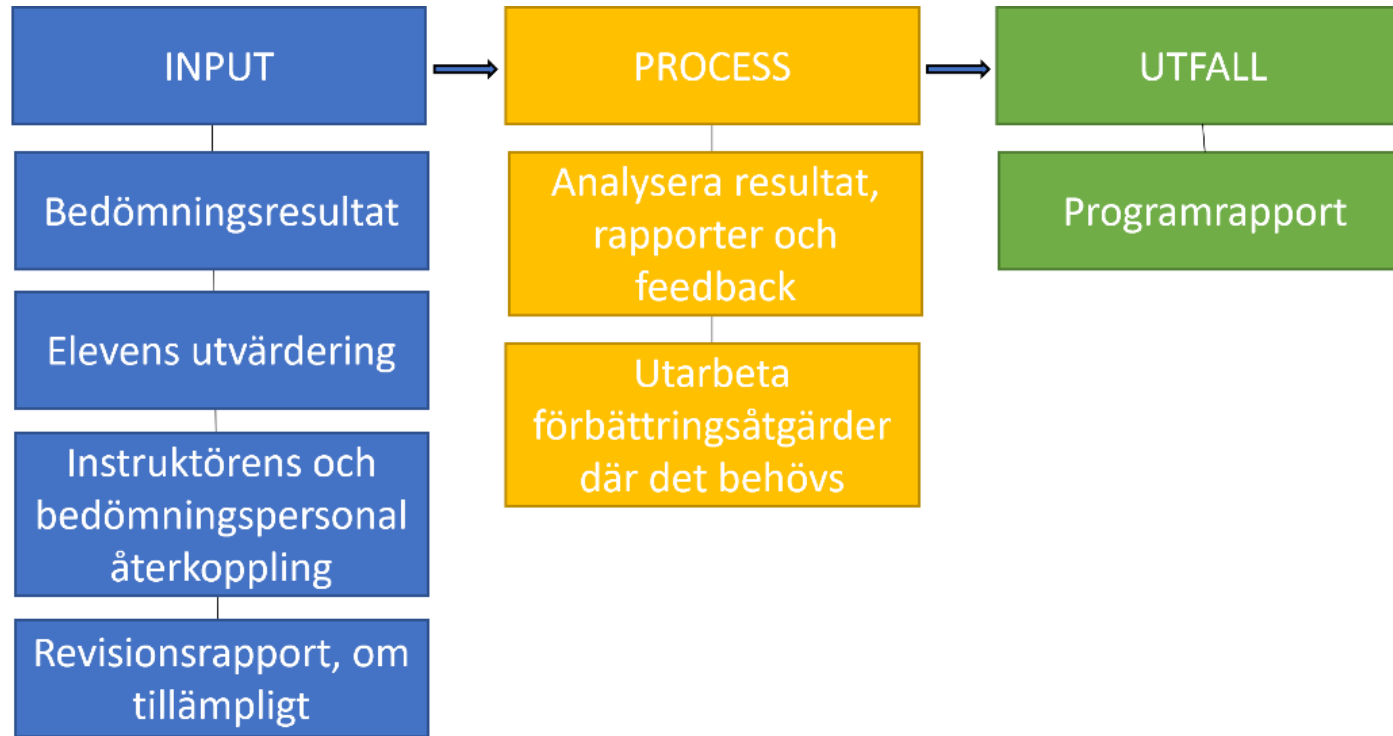 INPUT
Bedömningsresultat
Elevens utvärdering
Instruktörens och
bedömningspersonal
återkoppling
Revisionsrapport, om
tillämpligt
PROCESS
Analysera resultat,
rapporter och
feedback
Utarbeta
förbättringsåtgärder
där det behövs
UTFALL
Programrapport